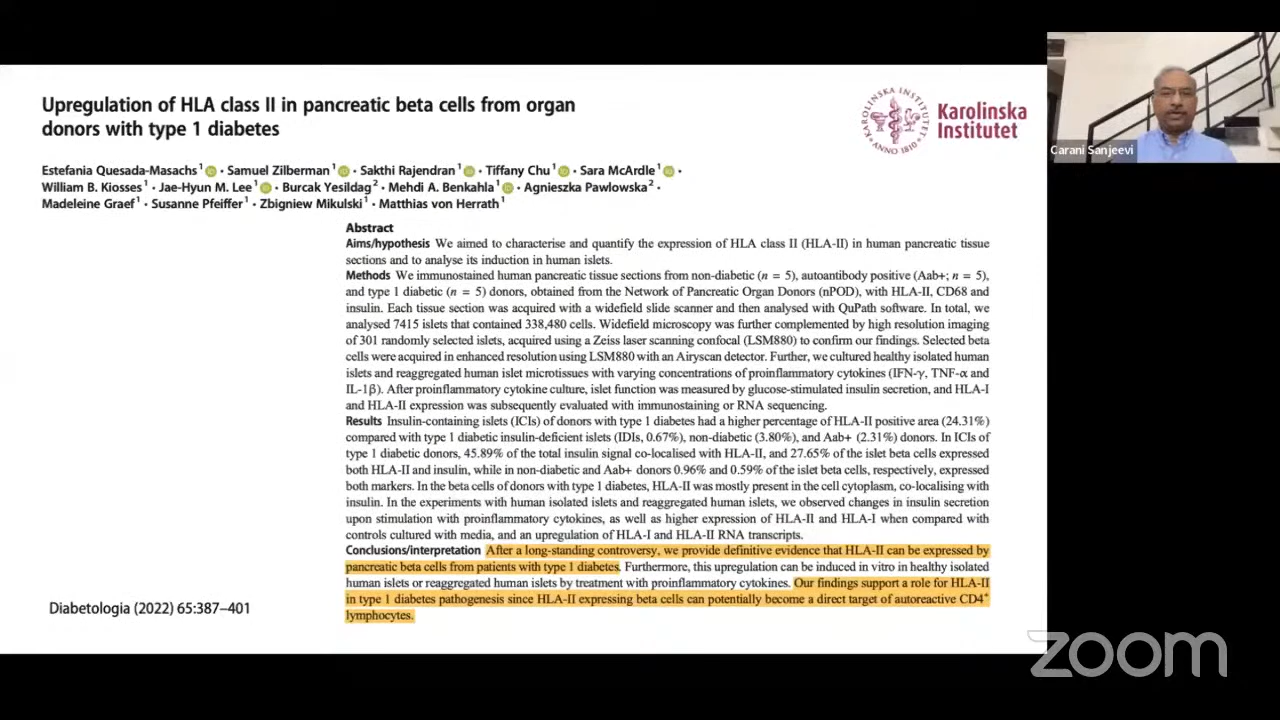 Upregulation of HLA class II in pancreatic beta cells from organ
donors with type 1 diabetes
KAROLINSKA INSTITUTET ANNO 1810
Karolinska
Institutet
Carani Sanjeevi
Estefania Quesada-Masachs1 · Samuel Zilberman1 · Sakthi Rajendran1 · Tiffany Chu1 · Sara McArdle1 ·
William B. Kiosses1 · Jae-Hyun M. Lee1 · Burcak Yesildag2 · Mehdi A. Benkahla1 · Agnieszka Pawlowska2 ·
Madeleine Graef1 · Susanne Pfeiffer1 · Zbigniew Mikulski1 · Matthias von Herrath1
Abstract
Aims/hypothesis We aimed to characterise and quantify the expression of HLA class II (HLA-II) in human pancreatic tissue
sections and to analyse its induction in human islets.
Methods We immunostained human pancreatic tissue sections from non-diabetic (n = 5), autoantibody positive (Aab+; n = 5),
and type 1 diabetic (n = 5) donors, obtained from the Network of Pancreatic Organ Donors (nPOD), with HLA-II, CD68 and
insulin. Each tissue section was acquired with a widefield slide scanner and then analysed with QuPath software. In total, we
analysed 7415 islets that contained 338,480 cells. Widefield microscopy was further complemented by high resolution imaging
of 301 randomly selected islets, acquired using a Zeiss laser scanning confocal (LSM880) to confirm our findings. Selected beta
cells were acquired in enhanced resolution using LSM880 with an Airyscan detector. Further, we cultured healthy isolated human
islets and reaggregated human islet microtissues with varying concentrations of proinflammatory cytokines (IFN-γ, TNF-α and
IL-1β). After proinflammatory cytokine culture, islet function was measured by glucose-stimulated insulin secretion, and HLA-I
and HLA-II expression was subsequently evaluated with immunostaining or RNA sequencing.
Results Insulin-containing islets (ICIs) of donors with type 1 diabetes had a higher percentage of HLA-II positive area (24.31%)
compared with type 1 diabetic insulin-deficient islets (IDIs, 0.67%), non-diabetic (3.80%), and Aab+ (2.31%) donors. In ICIs of
type 1 diabetic donors, 45.89% of the total insulin signal co-localised with HLA-II, and 27.65% of the islet beta cells expressed
both HLA-II and insulin, while in non-diabetic and Aab+ donors 0.96% and 0.59% of the islet beta cells, respectively, expressed
both markers. In the beta cells of donors with type 1 diabetes, HLA-II was mostly present in the cell cytoplasm, co-localising with
insulin. In the experiments with human isolated islets and reaggregated human islets, we observed changes in insulin secretion
upon stimulation with proinflammatory cytokines, as well as higher expression of HLA-II and HLA-I when compared with
controls cultured with media, and an upregulation of HLA-I and HLA-II RNA transcripts.
Conclusions/interpretation After a long-standing controversy, we provide definitive evidence that HLA-II can be expressed by
pancreatic beta cells from patients with type 1 diabetes. Furthermore, this upregulation can be induced in vitro in healthy isolated
human islets or reaggregated human islets by treatment with proinflammatory cytokines. Our findings support a role for HLA-II
in type 1 diabetes pathogenesis since HLA-II expressing beta cells can potentially become a direct target of autoreactive CD4+
lymphocytes.
Diabetologia (2022) 65:387–401
zoom